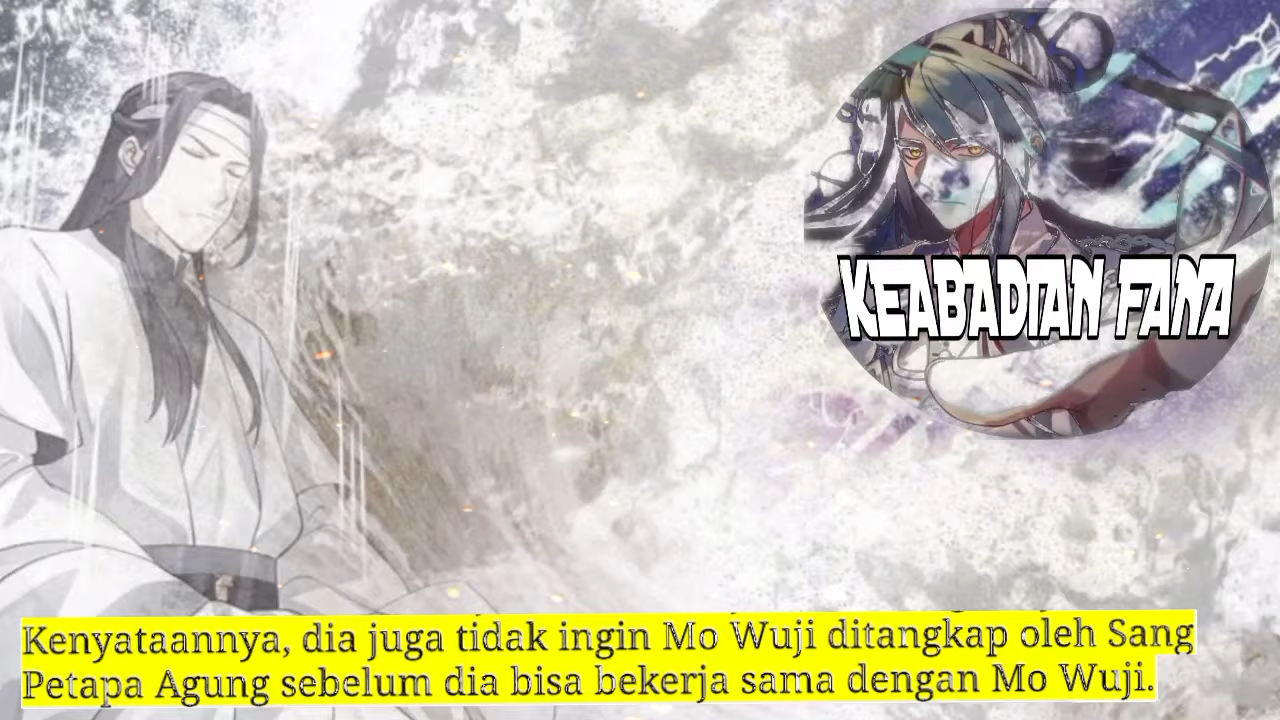 KEABADIAN FANA
Kenyataannya, dia juga tidak ingin Mo Wuji ditangkap oleh Sang
Petapa Agung sebelum dia bisa bekerja sama dengan Mo Wuji.